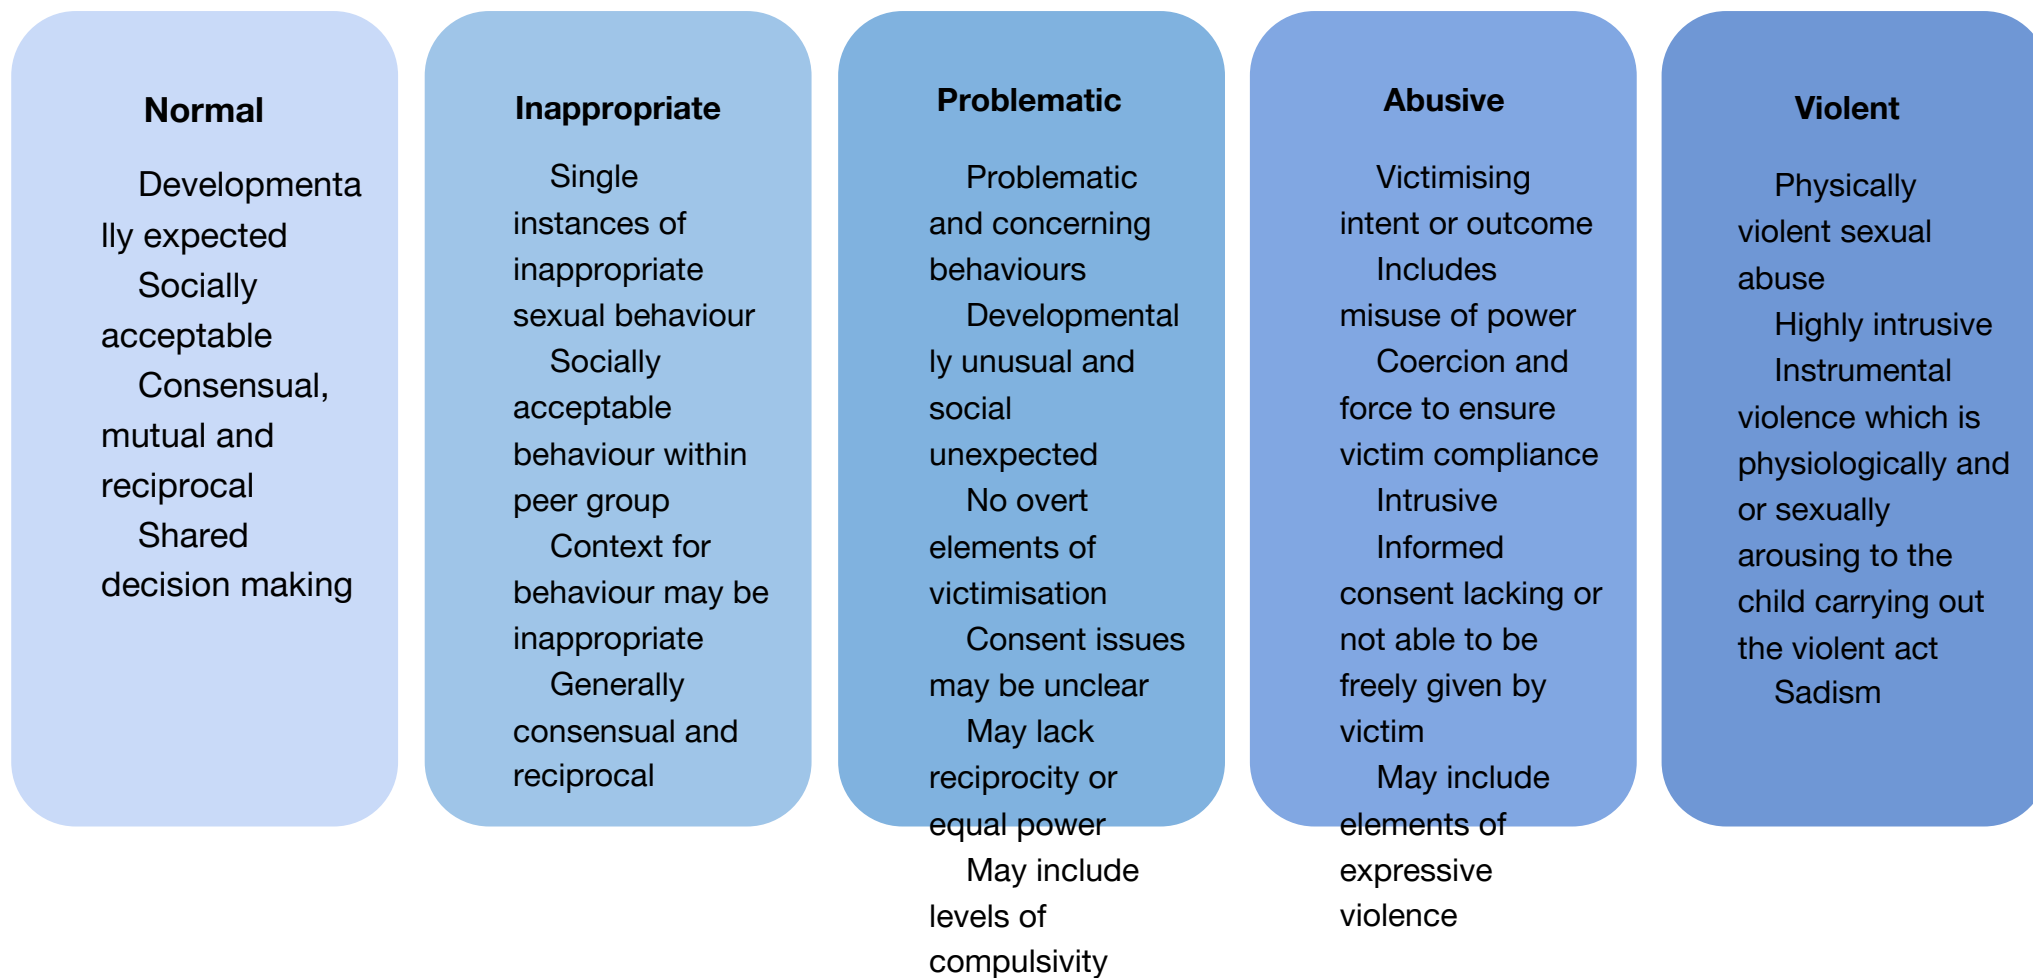 Normal
Developmenta
lly expected
Socially
acceptable
Consensual,
mutual and
reciprocal
Shared
decision making
Inappropriate
Single
instances of
inappropriate
sexual behaviour
Socially
acceptable
behaviour within
peer group
Context for
behaviour may be
inappropriate
Generally
consensual and
reciprocal
Problematic
Problematic
and concerning
behaviours
Developmental
ly unusual and
social
unexpected
No overt
elements of
victimisation
Consent issues
may be unclear
May lack
reciprocity or
equal power
May include
levels of
compulsivity
Abusive
Victimising
intent or outcome
Includes
misuse of power
Coercion and
force to ensure
victim compliance
Intrusive
Informed
consent lacking or
not able to be
freely given by
victim
May include
elements of
expressive
violence
Violent
Physically
violent sexual
abuse
Highly intrusive
Instrumental
violence which is
physiologically and
or sexually
arousing to the
child carrying out
the violent act
Sadism